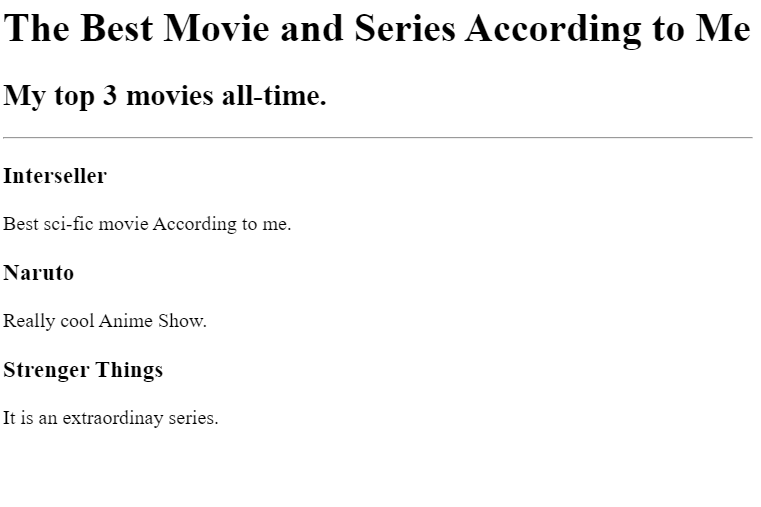 The Best Movie and Series According to Me
My top 3 movies all-time.
Interseller
Best sci-fic movie According to me.
Naruto
Really cool Anime Show.
Strenger Things
It is an extraordinay series.